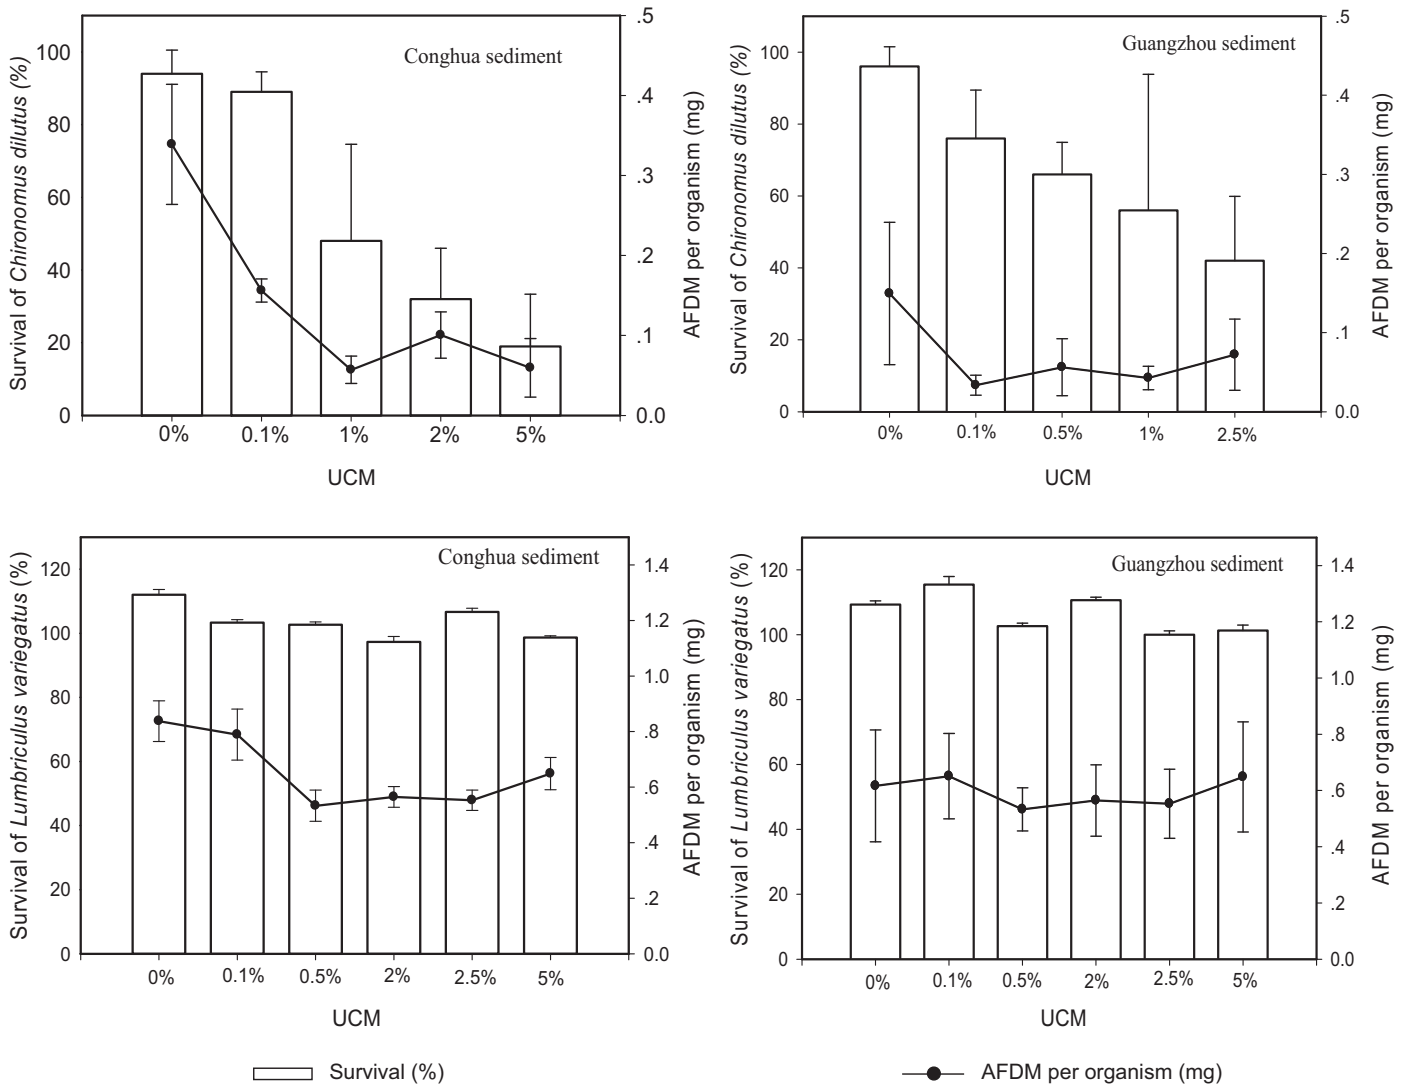 Conghua sediment
Survival of Chironomus dilutus (%)
100
80
60
40
20
0
.5
.4
.3
.2
.1
0.0
AFDM per organism (mg)
0% 0.1% 1% 2% 5%
UCM
Guangzhou sediment
Survival of Chironomus dilutus (%)
100
80
60
40
20
0
.5
.4
.3
.2
.1
0.0
AFDM per organism (mg)
0% 0.1% 0.5% 1% 2.5%
UCM
Conghua sediment
Survival of Lumbriculus variegatus (%)
120
100
80
60
40
20
0
1.4
1.2
1.0
.8
.6
.4
.2
0.0
AFDM per organism (mg)
0% 0.1% 0.5% 2% 2.5% 5%
UCM
Guangzhou sediment
Survival of Lumbriculus variegatus (%)
120
100
80
60
40
20
0
1.4
1.2
1.0
.8
.6
.4
.2
0.0
AFDM per organism (mg)
0% 0.1% 0.5% 2% 2.5% 5%
UCM
Survival (%)
AFDM per organism (mg)